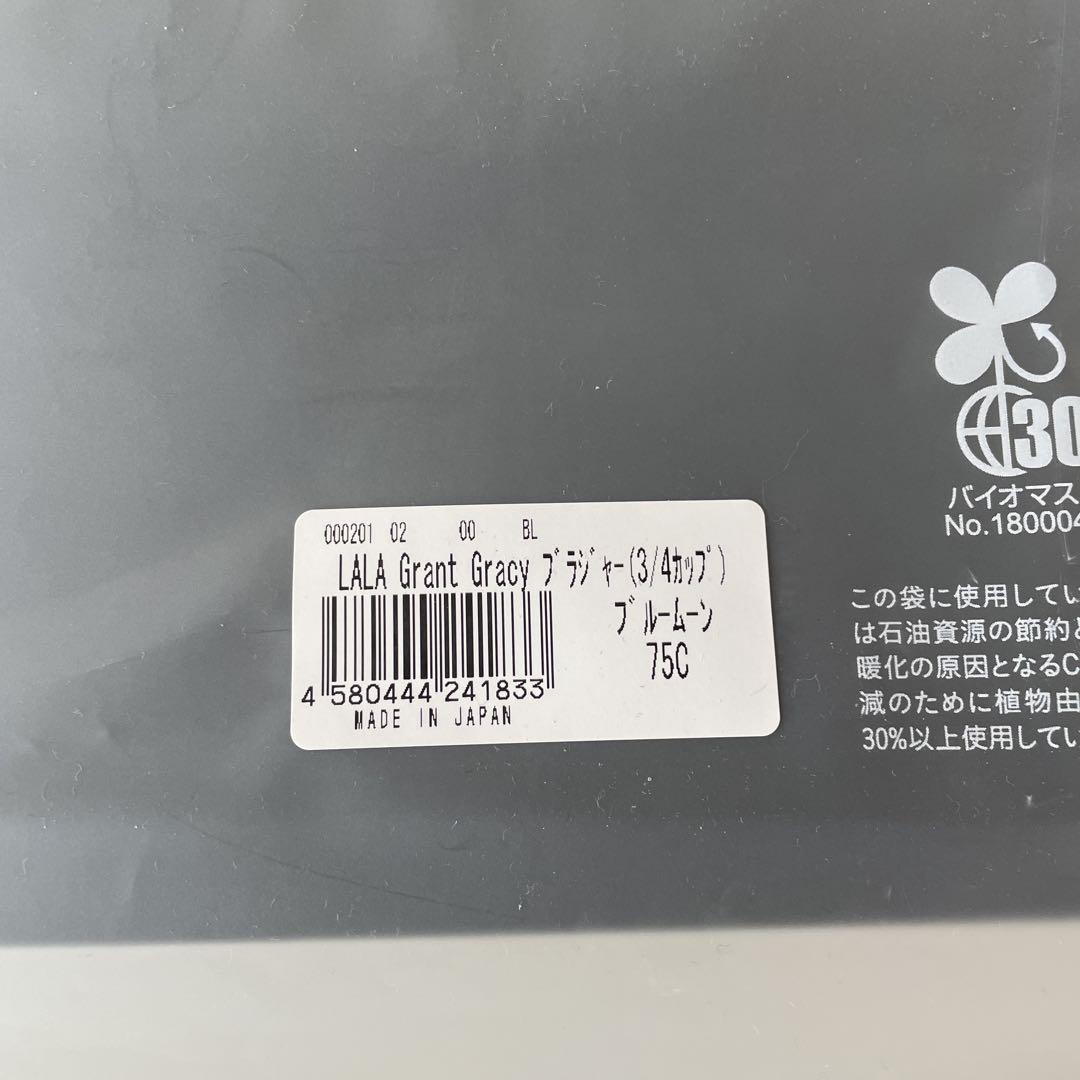 000201 02 00 BL
LALA Grant Gracy ブラジャー(3/4カップ)
ブルームーン
75C
4 580444 241833
MADE IN JAPAN
30
バイオマス
No.180004
この袋に使用してい
は石油資源の節約と
暖化の原因となるC
減のために植物由
30%以上使用してい